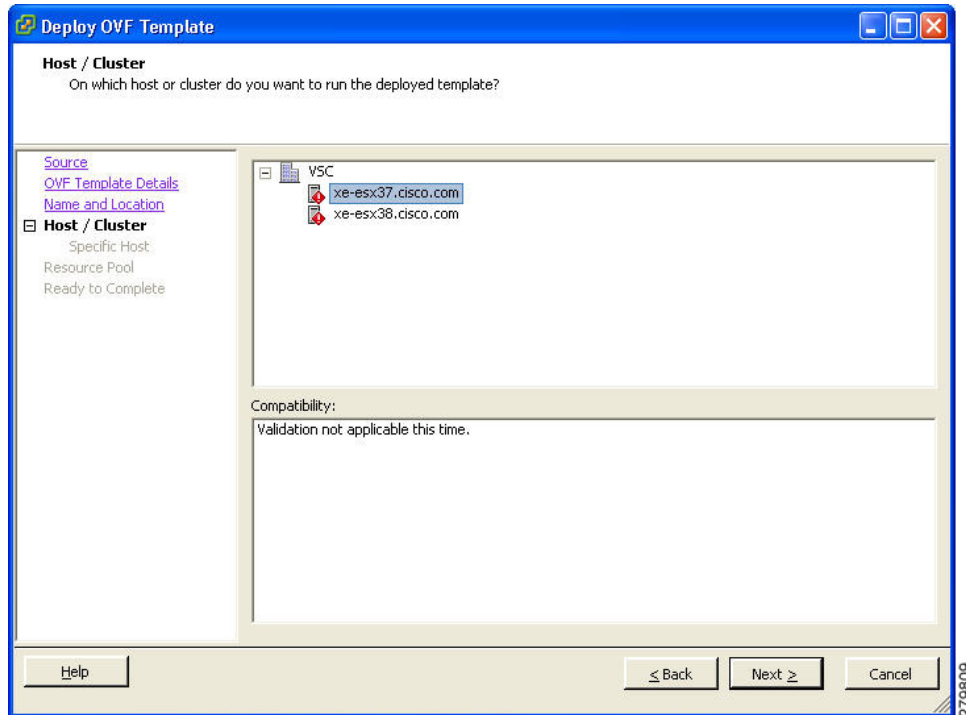 Deploy OVF Template
Host / Cluster
On which host or cluster do you want to run the deployed template?
Source
OVF Template Details
Name and Location
Host / Cluster
Specific Host
Resource Pool
Ready to Complete
VSC
xe-esx37.cisco.com
xe-esx38.cisco.com
Compatibility:
Validation not applicable this time.
Help
< Back
Next >
Cancel
279809